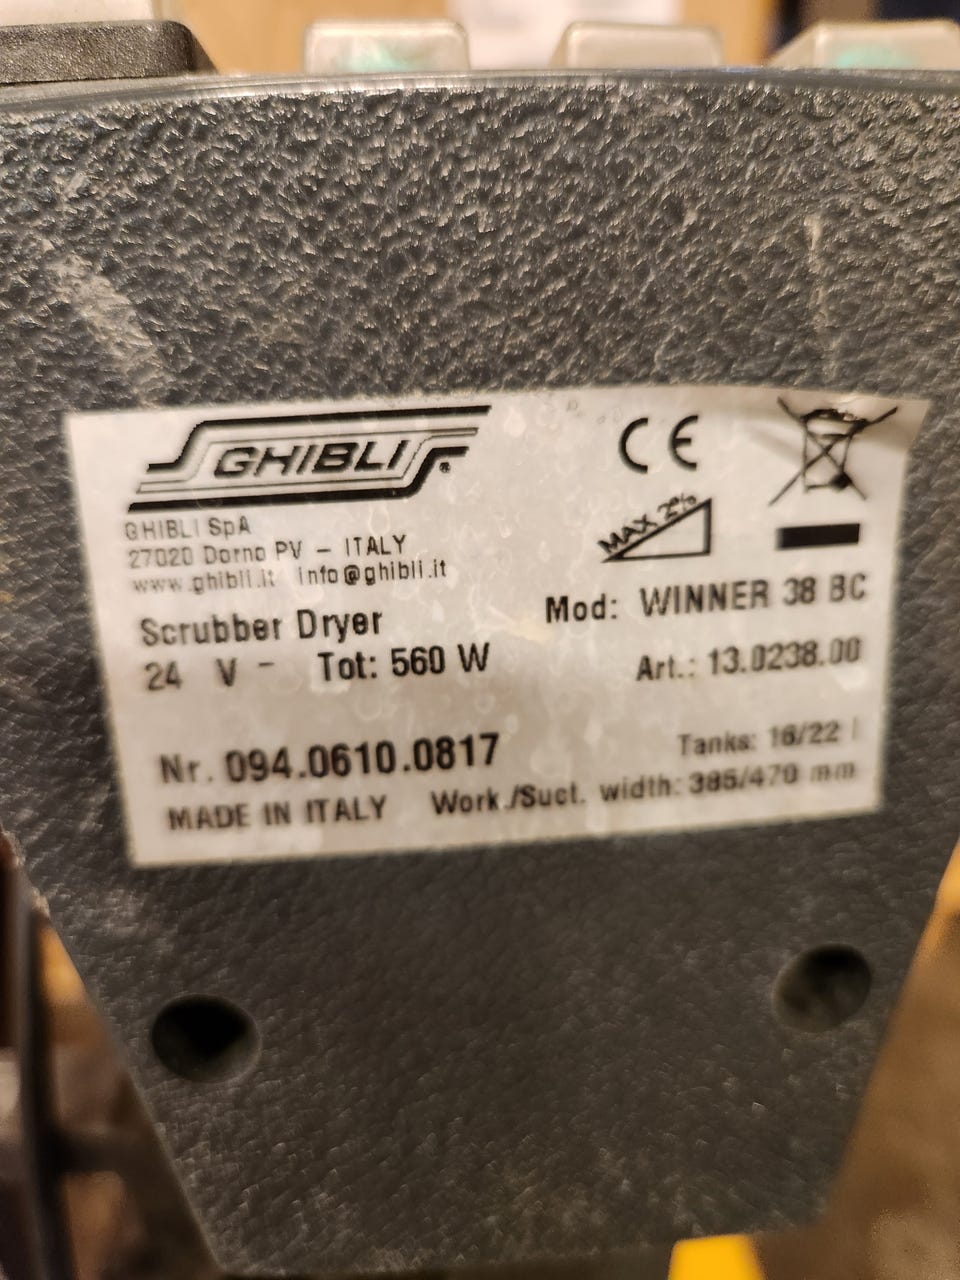 GHIBLI®
GHIBLI SpA
27020 Dorno PV - ITALY
www.ghibli.it info@ghibli.it
CE
MAX 2%
Scrubber Dryer
Mod: WINNER 38 BC
24 V - Tot: 560 W
Art.: 13.0238.00
Nr. 094.0610.0817
Tanks: 16/22 l
MADE IN ITALY
Work./Suct. width: 385/470 mm